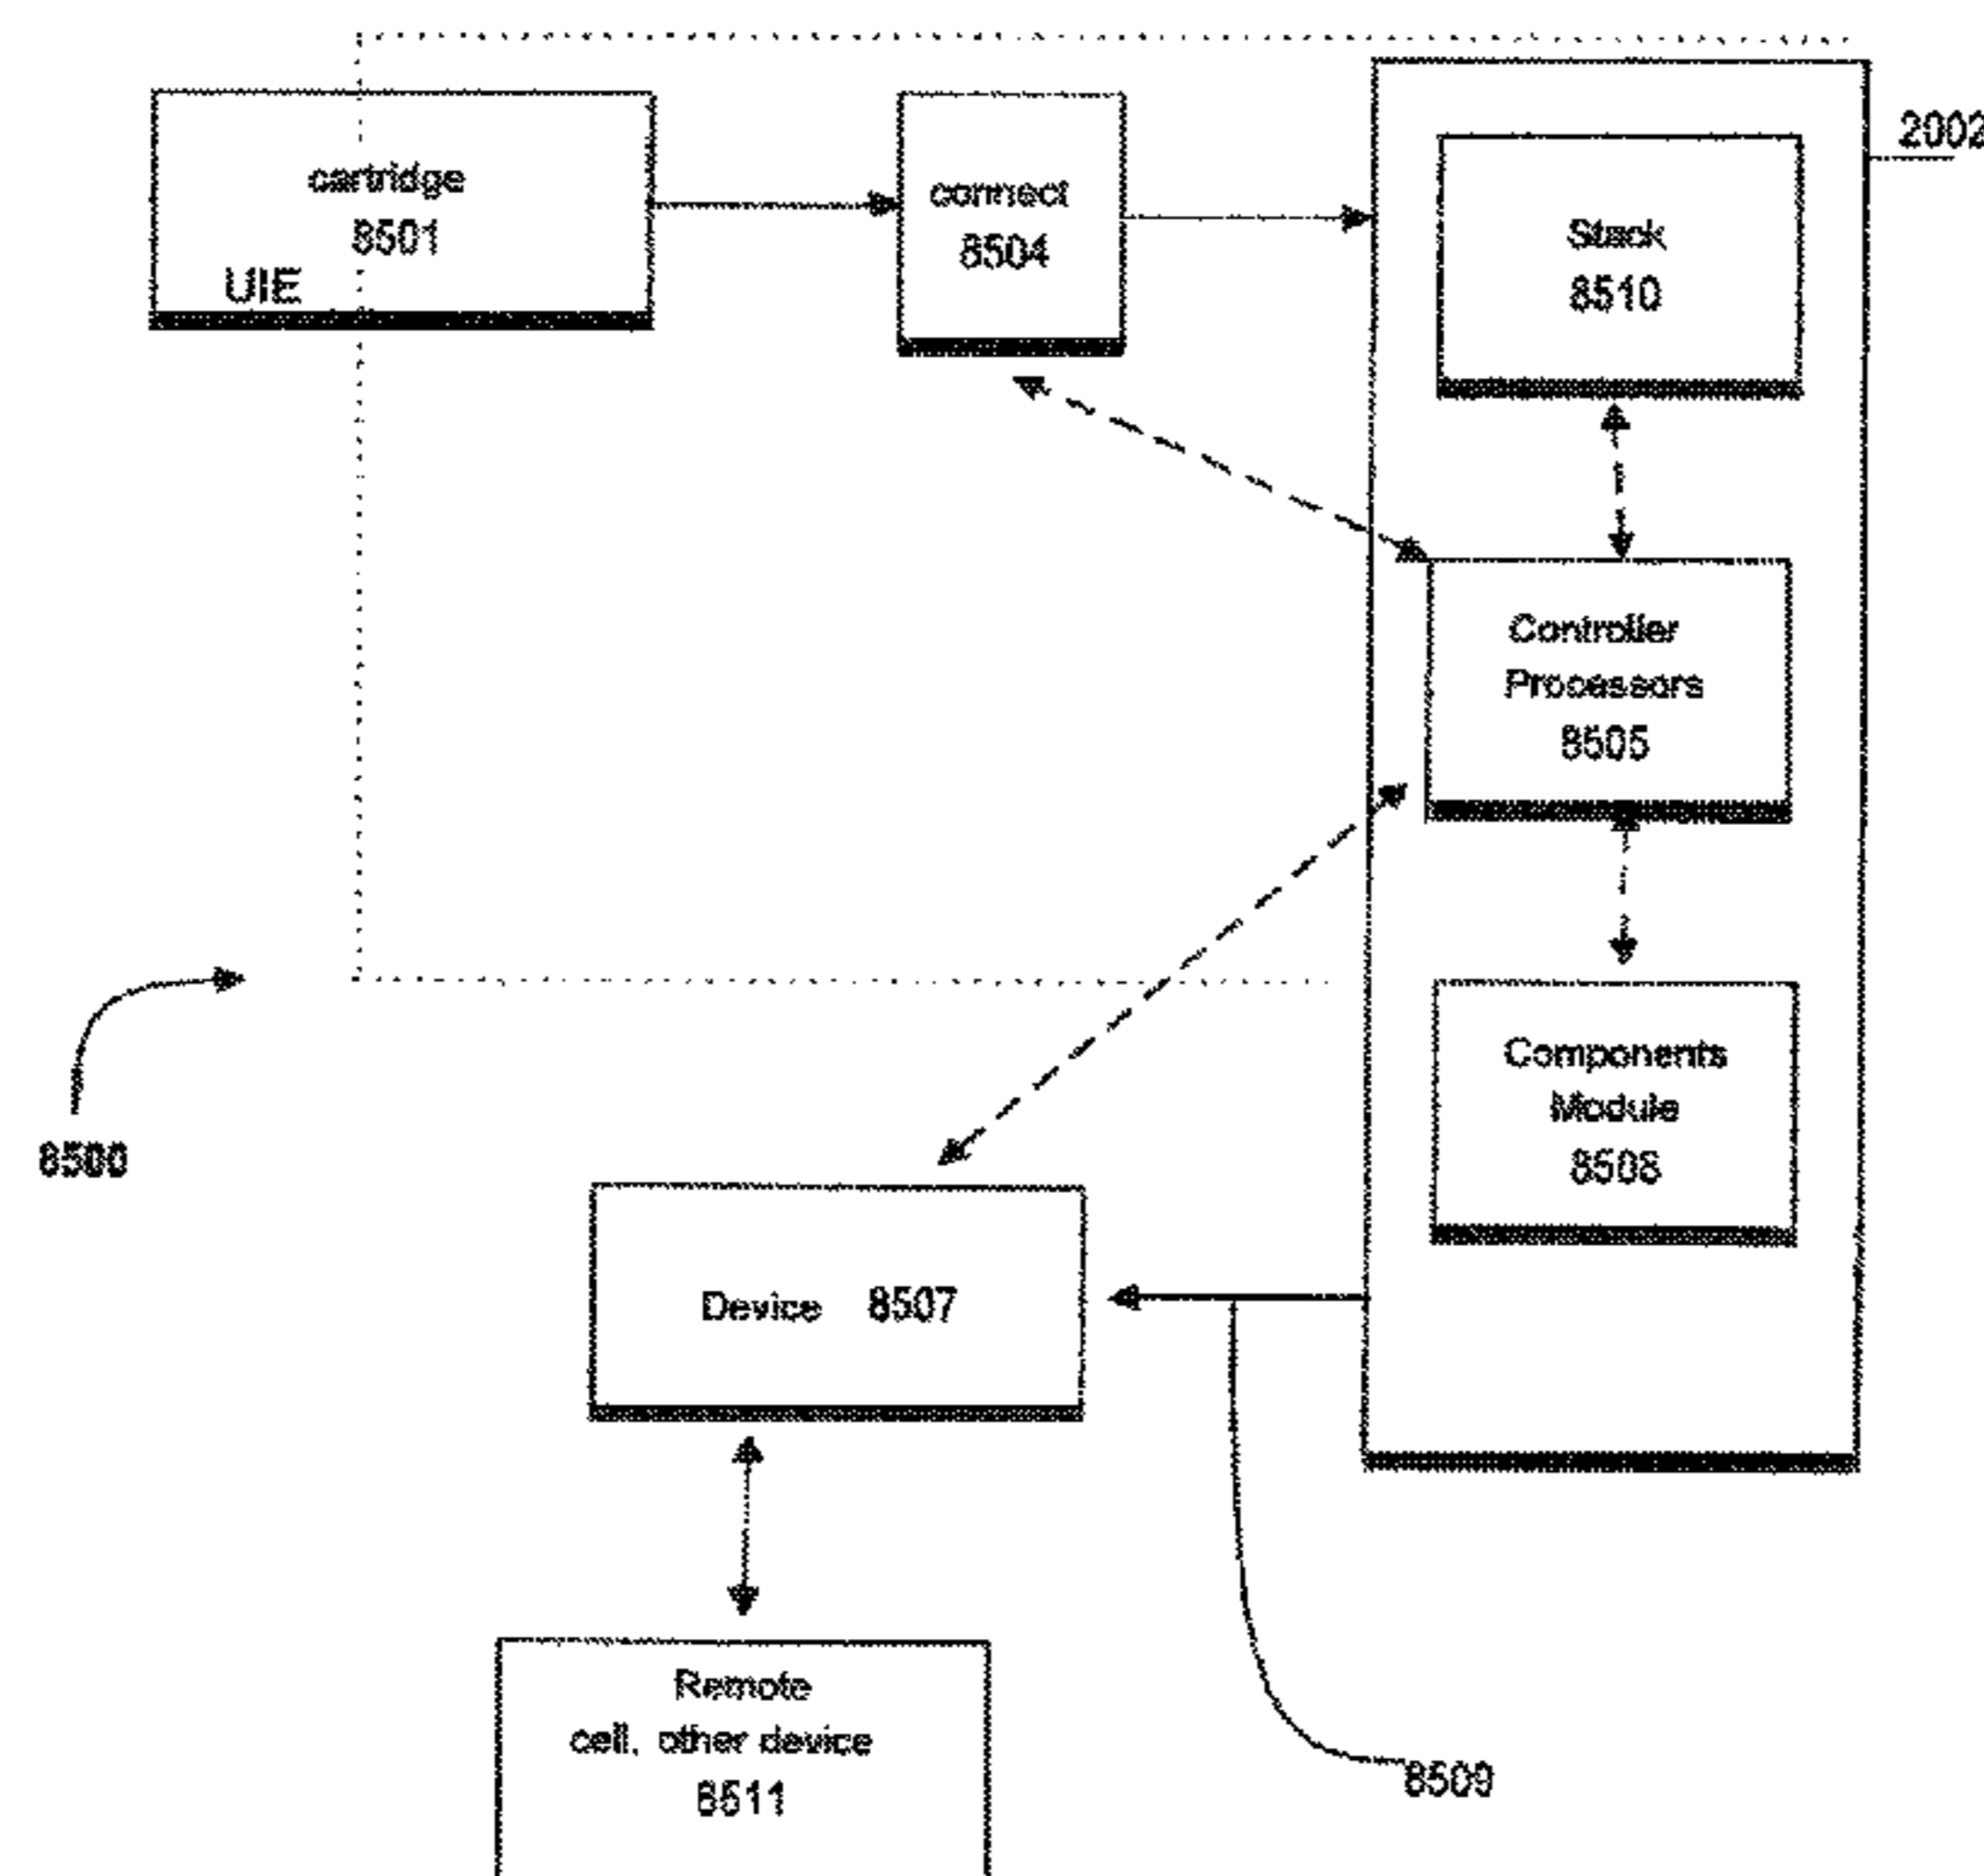 2002
cartridge
8501
UIE
connect
8504
Stack
8510
Controller
Processors
8505
Components
Module
8508
8500
Device 8507
Remote
cell, other device
8511
8509